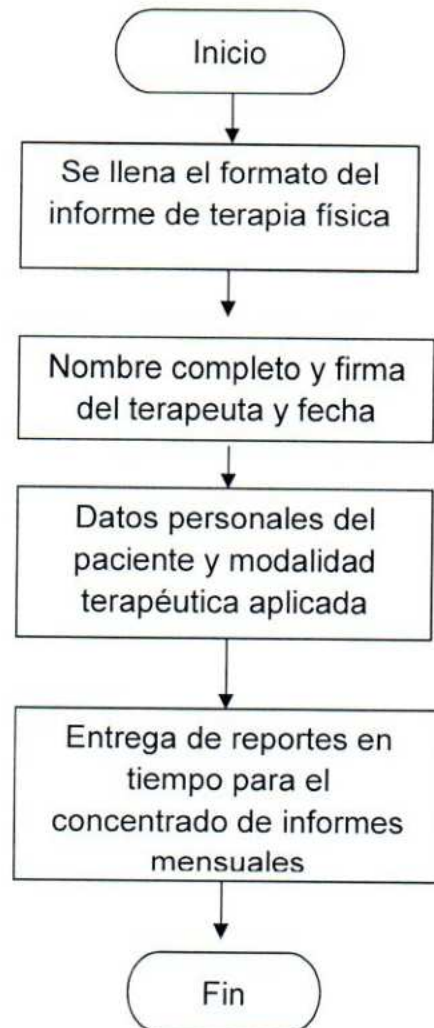 Inicio
Se llena el formato del
informe de terapia física
Nombre completo y firma
del terapeuta y fecha
Datos personales del
paciente y modalidad
terapéutica aplicada
Entrega de reportes en
tiempo para el
concentrado de informes
mensuales
Fin